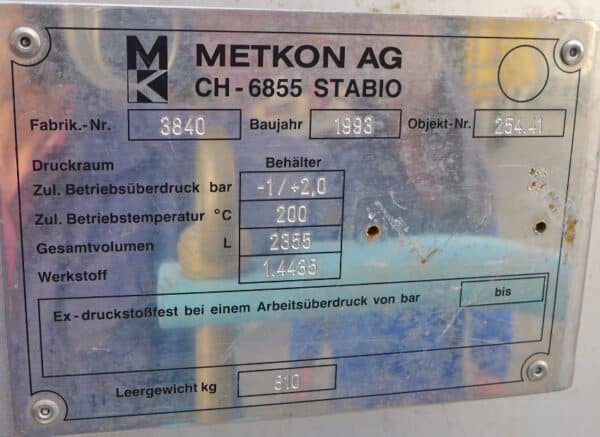 MK METKON AG
CH - 6855 STABIO
Fabrik.-Nr. 3840 Baujahr 1993 Objekt-Nr. 254.41
Druckraum Behälter
Zul. Betriebsüberdruck bar -1/÷2,0
Zul. Betriebstemperatur °C 200
Gesamtvolumen L 2355
Werkstoff 1.4435
Ex-druckstoßfest bei einem Arbeitsüberdruck von bar bis
Leergewicht kg 810